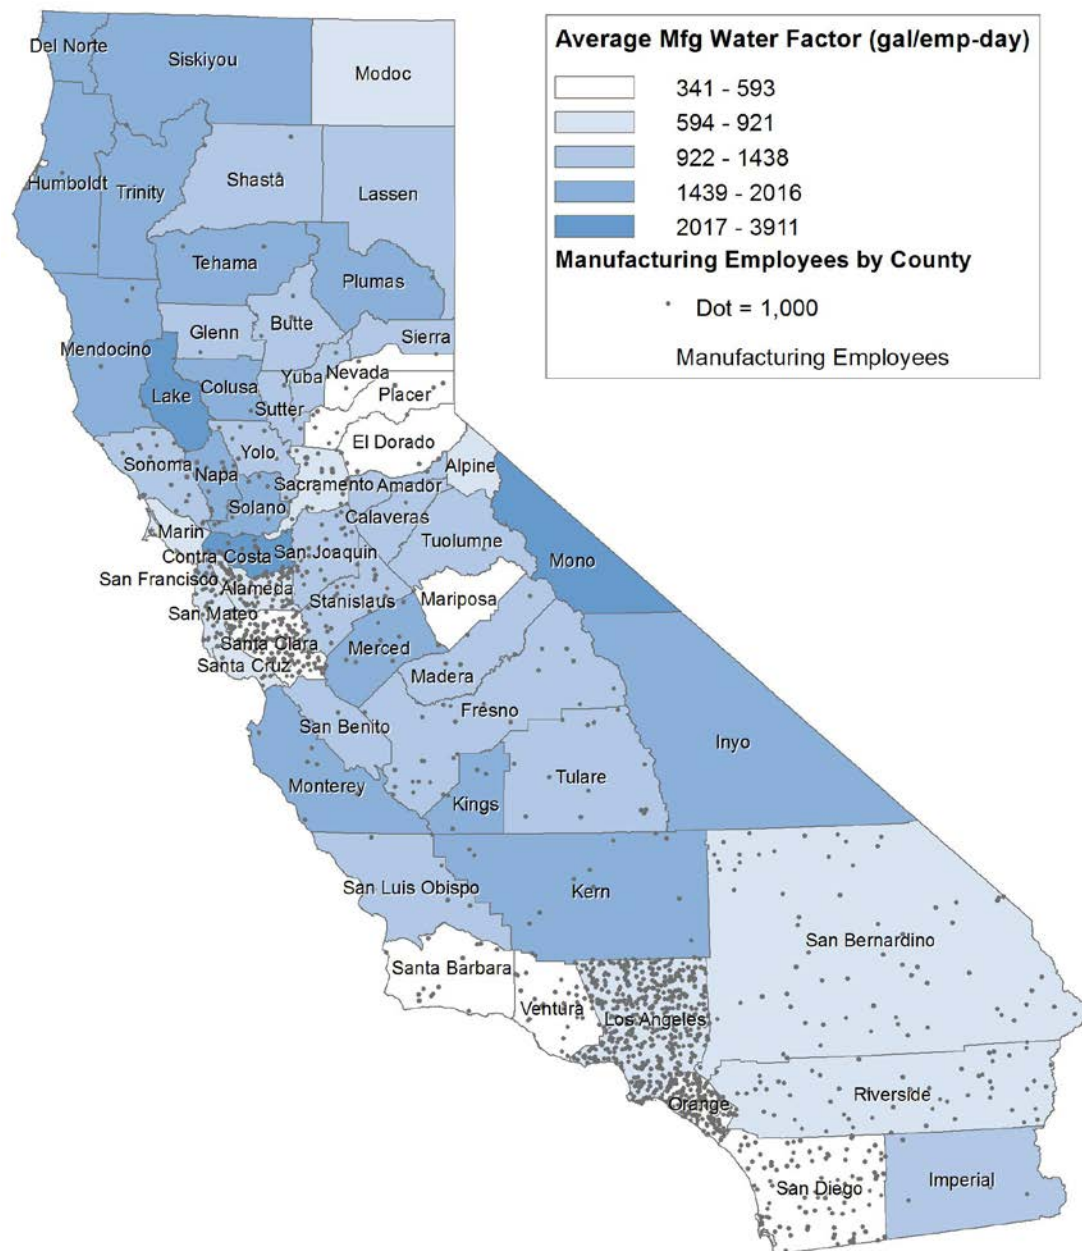 Average Mfg Water Factor (gal/emp-day)
341 - 593
594 - 921
922 - 1438
1439 - 2016
2017 - 3911
Manufacturing Employees by County
Dot = 1,000
Manufacturing Employees
Del Norte
Siskiyou
Modoc
Humboldt
Trinity
Shasta
Lassen
Tehama
Plumas
Mendocino
Glenn
Butte
Sierra
Lake
Colusa
Yuba
Nevada
Sutter
Placer
El Dorado
Sonoma
Napa
Yolo
Sacramento
Alpine
Amador
Solano
Marin
Calaveras
Contra Costa
San Joaquin
Tuolumne
Mono
San Francisco
Alameda
San Mateo
Stanislaus
Mariposa
Santa Clara
Merced
Santa Cruz
Madera
Fresno
San Benito
Inyo
Monterey
Kings
Tulare
San Luis Obispo
Kern
San Bernardino
Santa Barbara
Ventura
Los Angeles
Orange
Riverside
San Diego
Imperial